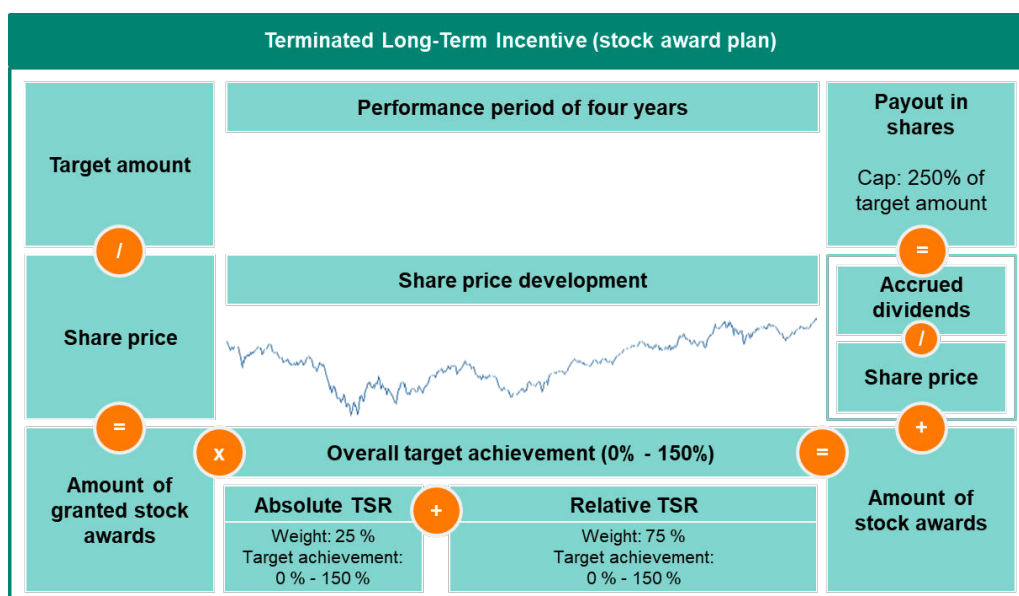 Terminated Long-Term Incentive (stock award plan)
Target amount
/
Share price
=
Amount of
granted stock
awards
x
Performance period of four years
Share price development
Overall target achievement (0% - 150%)
Absolute TSR
Weight: 25 %
Target achievement:
0 % - 150 %
+
Relative TSR
Weight: 75 %
Target achievement:
0 % - 150 %
=
Payout in
shares
Cap: 250% of
target amount
=
Accrued
dividends
/
Share price
+
Amount of
stock awards